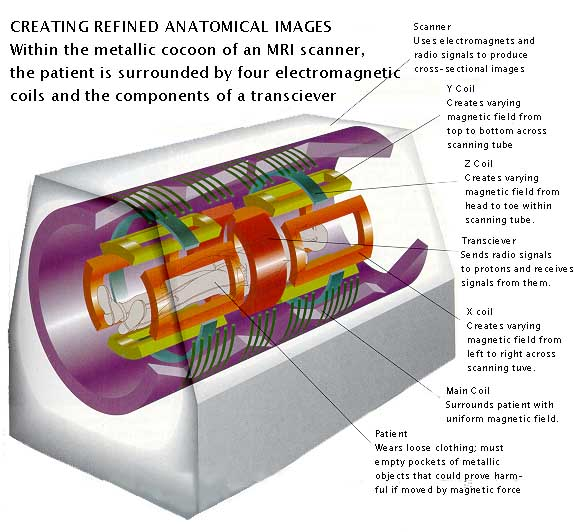 CREATING REFINED ANATOMICAL IMAGES
Within the metallic cocoon of an MRI scanner,
the patient is surrounded by four electromagnetic
coils and the components of a transciever
Scanner
Uses electromagnets and
radio signals to produce
cross-sectional images
Y Coil
Creates varying
magnetic field from
top to bottom across
scanning tube
Z Coil
Creates varying
magnetic field from
head to toe within
scanning tube.
Transciever
Sends radio signals
to protons and receives
signals from them.
X coil
Creates varying
magnetic field from
left to right across
scanning tuve.
Main Coil
Surrounds patient with
uniform magnetic field.
Patient
Wears loose clothing; must
empty pockets of metallic
objects that could prove harm-
ful if moved by magnetic force